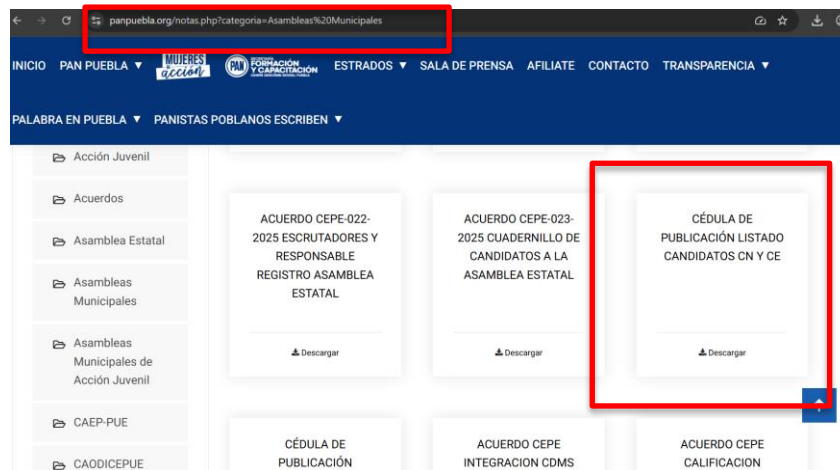 panpuebla.org/notas.php?categoria=Asambleas%20Municipales
INICIO PAN PUEBLA ▼ MUJERES acción PAN SECRETARÍA FORMACIÓN Y CAPACITACIÓN ESTRADOS ▼ SALA DE PRENSA AFILIATE CONTACTO TRANSPARENCIA ▼
PALABRA EN PUEBLA ▼ PANISTAS POBLANOS ESCRIBEN ▼
Acción Juvenil
Acuerdos
Asamblea Estatal
Asambleas
Municipales
Asambleas
Municipales de
Acción Juvenil
CAEP-PUE
CAODICEPUE
ACUERDO CEPE-022-
2025 ESCRUTADORES Y
RESPONSABLE
REGISTRO ASAMBLEA
ESTATAL
Descargar
ACUERDO CEPE-023-
2025 CUADERNILLO DE
CANDIDATOS A LA
ASAMBLEA ESTATAL
Descargar
CÉDULA DE
PUBLICACIÓN LISTADO
CANDIDATOS CN Y CE
Descargar
CÉDULA DE
PUBLICACIÓN
ACUERDO CEPE
INTEGRACION CDMS
ACUERDO CEPE
CALIFICACION